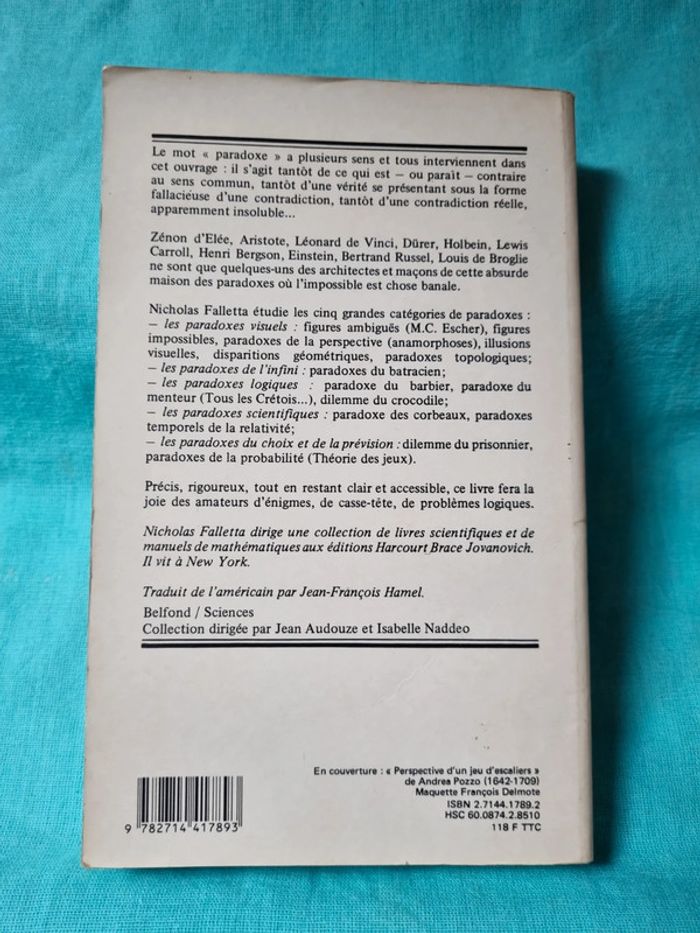 Le mot « paradoxe » a plusieurs sens et tous interviennent dans
cet ouvrage : il s'agit tantôt de ce qui est — ou paraît — contraire
au sens commun, tantôt d'une vérité se présentant sous la forme
fallacieuse d'une contradiction, tantôt d'une contradiction réelle,
apparemment insoluble...
Zénon d'Elée, Aristote, Léonard de Vinci, Dürer, Holbein, Lewis
Carroll, Henri Bergson, Einstein, Bertrand Russel, Louis de Broglie
ne sont que quelques-uns des architectes et maçons de cette absurde
maison des paradoxes où l'impossible est chose banale.
Nicholas Falletta étudie les cinq grandes catégories de paradoxes :
— les paradoxes visuels : figures ambiguës (M.C. Escher), figures
impossibles, paradoxes de la perspective (anamorphoses), illusions
visuelles, disparitions géométriques, paradoxes topologiques;
— les paradoxes de l'infini : paradoxes du batracien;
— les paradoxes logiques : paradoxe du barbier, paradoxe du
menteur (Tous les Crétois...), dilemme du crocodile;
— les paradoxes scientifiques : paradoxe des corbeaux, paradoxes
temporels de la relativité;
— les paradoxes du choix et de la prévision : dilemme du prisonnier,
paradoxes de la probabilité (Théorie des jeux).
Précis, rigoureux, tout en restant clair et accessible, ce livre fera la
joie des amateurs d'énigmes, de casse-tête, de problèmes logiques.
Nicholas Falletta dirige une collection de livres scientifiques et de
manuels de mathématiques aux éditions Harcourt Brace Jovanovich.
Il vit à New York.
Traduit de l'américain par Jean-François Hamel.
Belfond / Sciences
Collection dirigée par Jean Audouze et Isabelle Naddeo
En couverture : « Perspective d'un jeu d'escaliers »
de Andrea Pozzo (1642-1709)
Maquette François Delmote
ISBN 2.7144.1789.2
HSC 60.0874.2.8510
118 F TTC
9 782714 417893